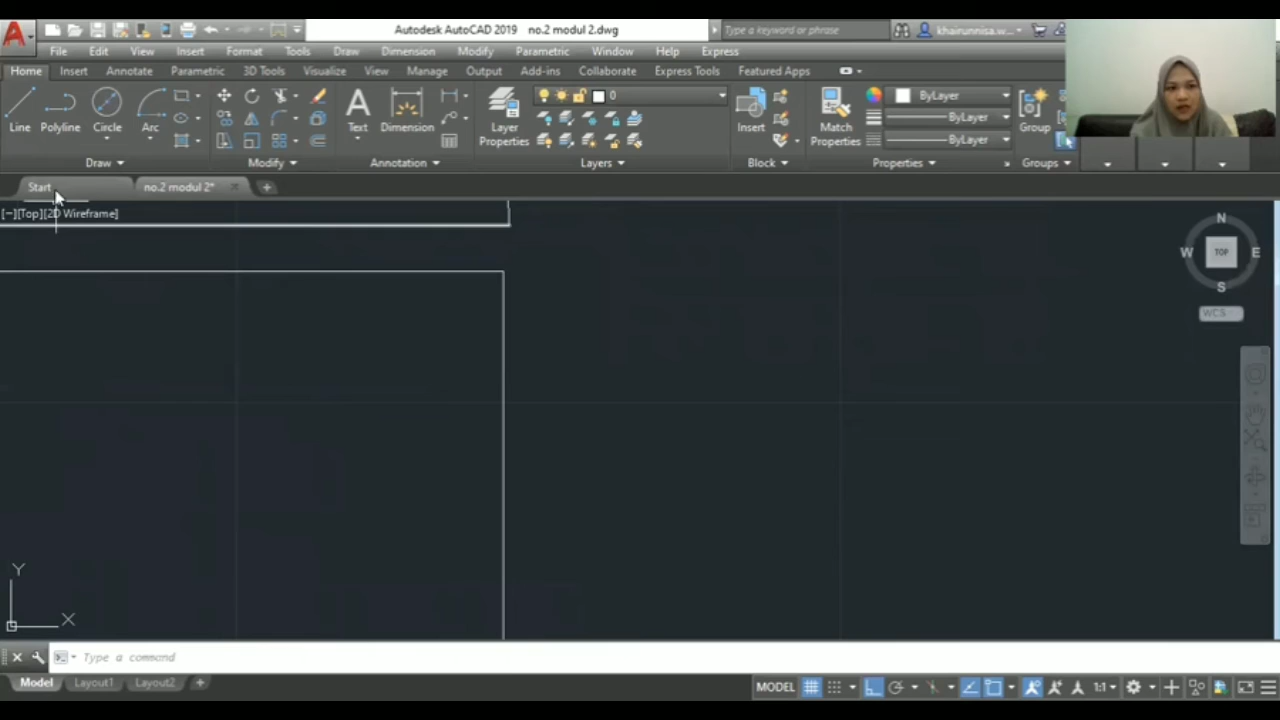 Autodesk AutoCAD 2019 no.2 modul 2.dwg
Type a keyword or phrase
khairunnisa.w...
File Edit View Insert Format Tools Draw Dimension Modify Parametric Window Help Express
Home Insert Annotate Parametric 3D Tools Visualize View Manage Output Add-ins Collaborate Express Tools Featured Apps
0
ByLayer
Line Polyline Circle Arc
Text Dimension
Layer Properties
Insert
Match Properties
ByLayer
ByLayer
Group
Draw
Modify
Annotation
Layers
Block
Properties
Groups
Start
no.2 modul 2*
[−][Top][2D Wireframe]
N
W TOP E
S
WCS
Y
X
Type a command
Model Layout1 Layout2
MODEL
1:1